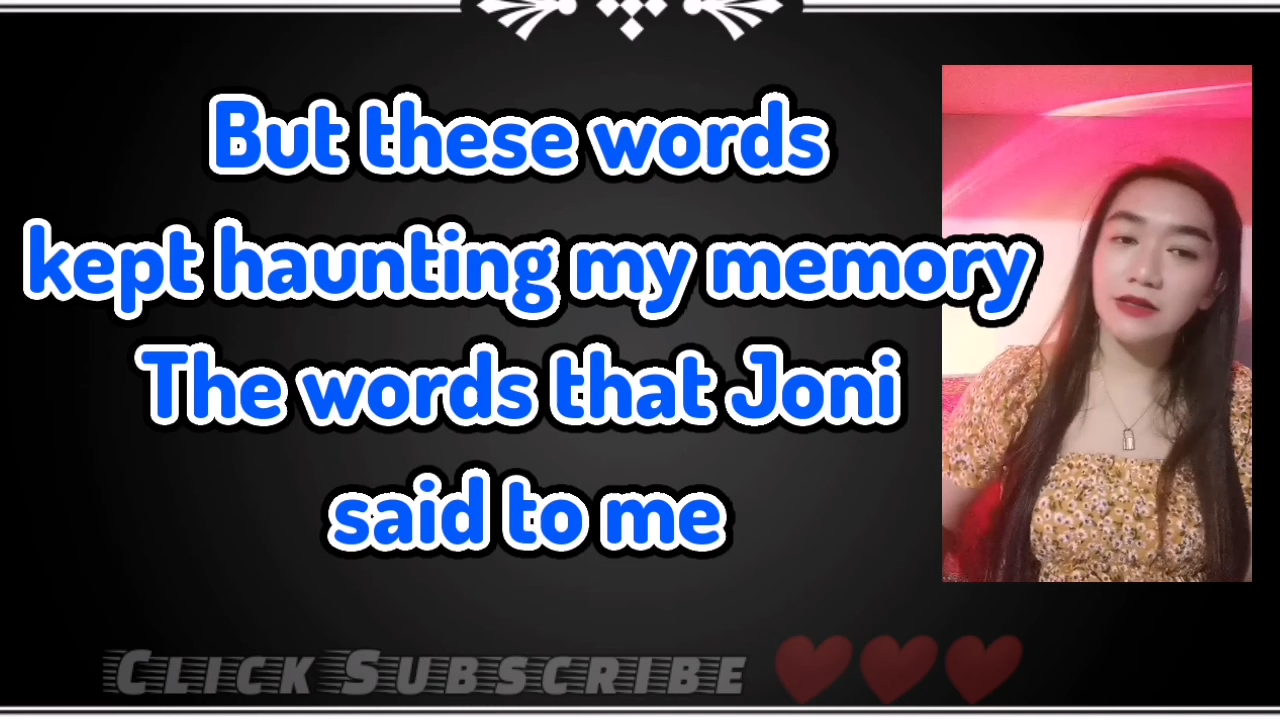 But these words
kept haunting my memory
The words that Joni
said to me
CLICK SUBSCRIBE